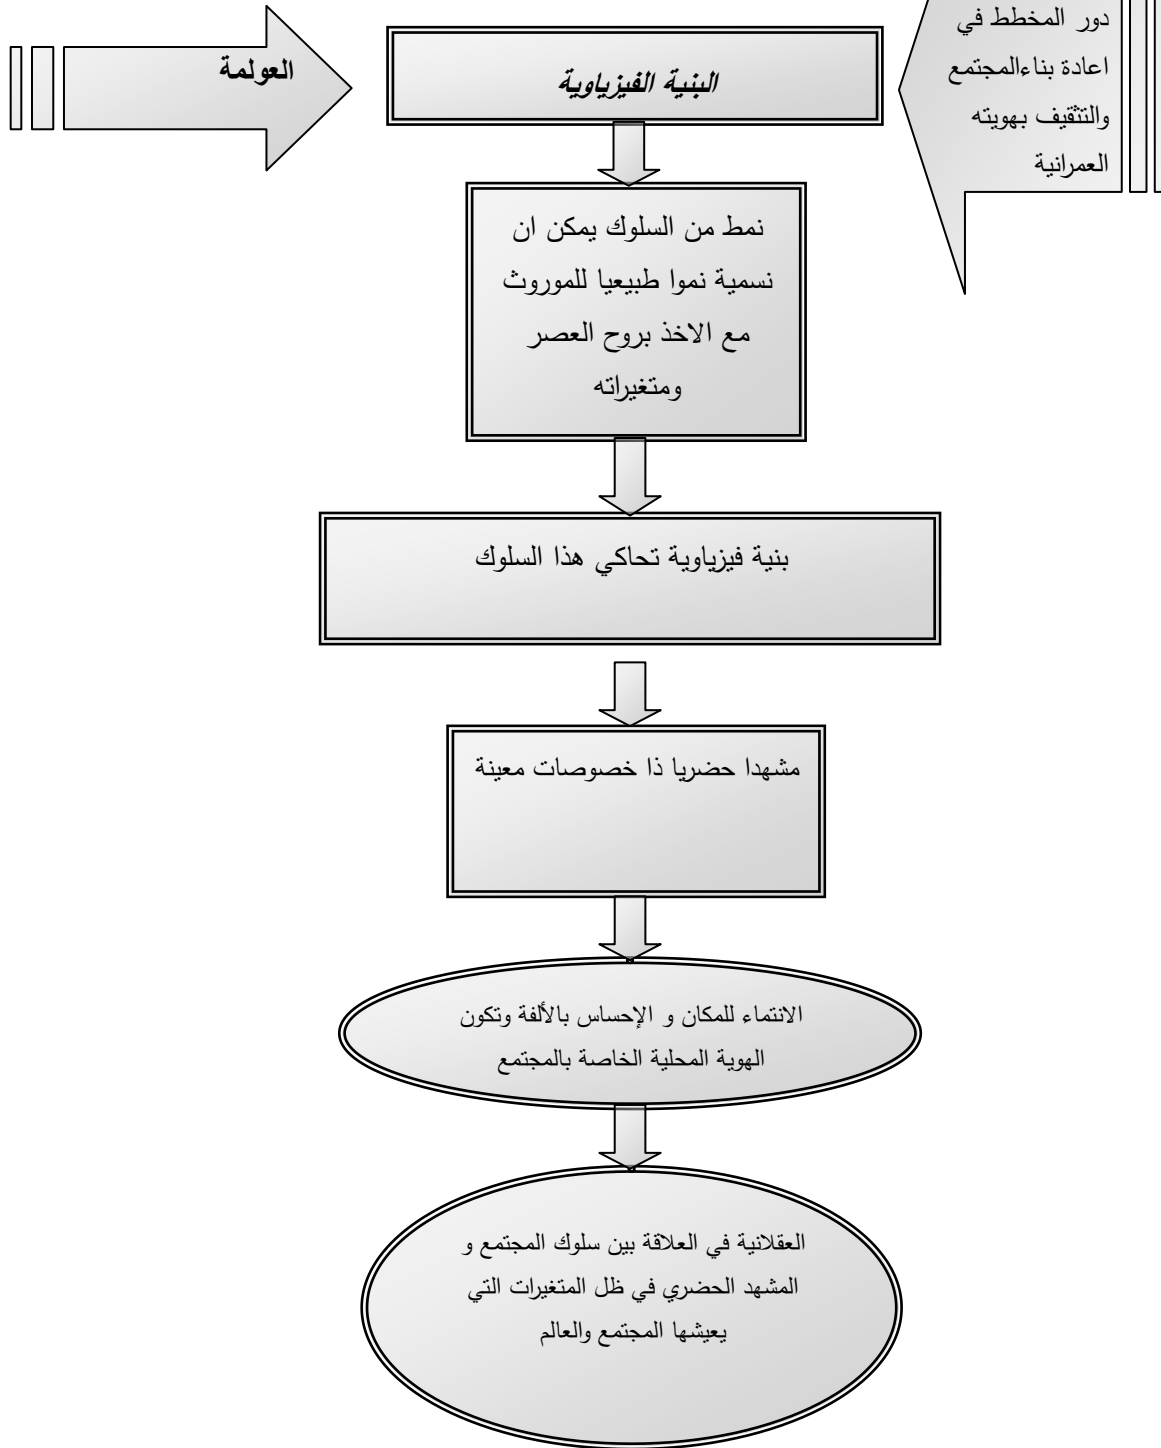 دور المخطط في
اعادة بناءالمجتمع
والتثقيف بهويته
العمرانية
البنية الفيزياوية
العولمة
نمط من السلوك يمكن ان
نسمية نموا طبيعيا للموروث
مع الاخذ بروح العصر
ومتغيراته
بنية فيزياوية تحاكي هذا السلوك
مشهدا حضريا ذا خصوصات معينة
الانتماء للمكان و الإحساس بالألفة وتكون
الهوية المحلية الخاصة بالمجتمع
العقلانية في العلاقة بين سلوك المجتمع و
المشهد الحضري في ظل المتغيرات التي
يعيشها المجتمع والعالم